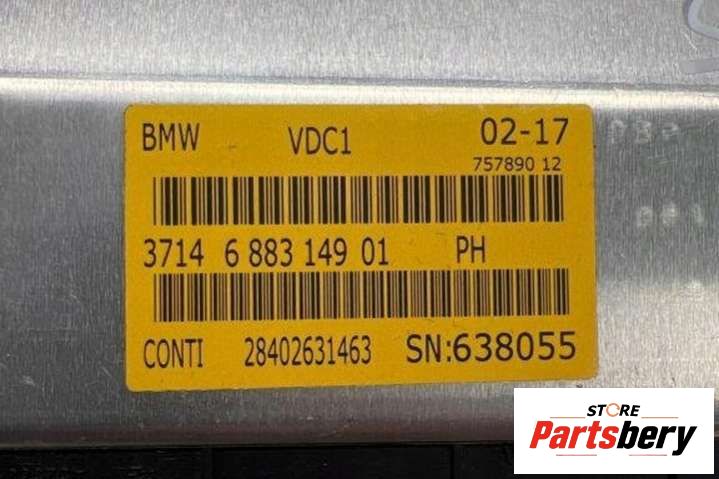 BMW VDC1 02-17
757890 12
3714 6 883 149 01 PH
CONTI 28402631463 SN:638055
STORE
Partsbery